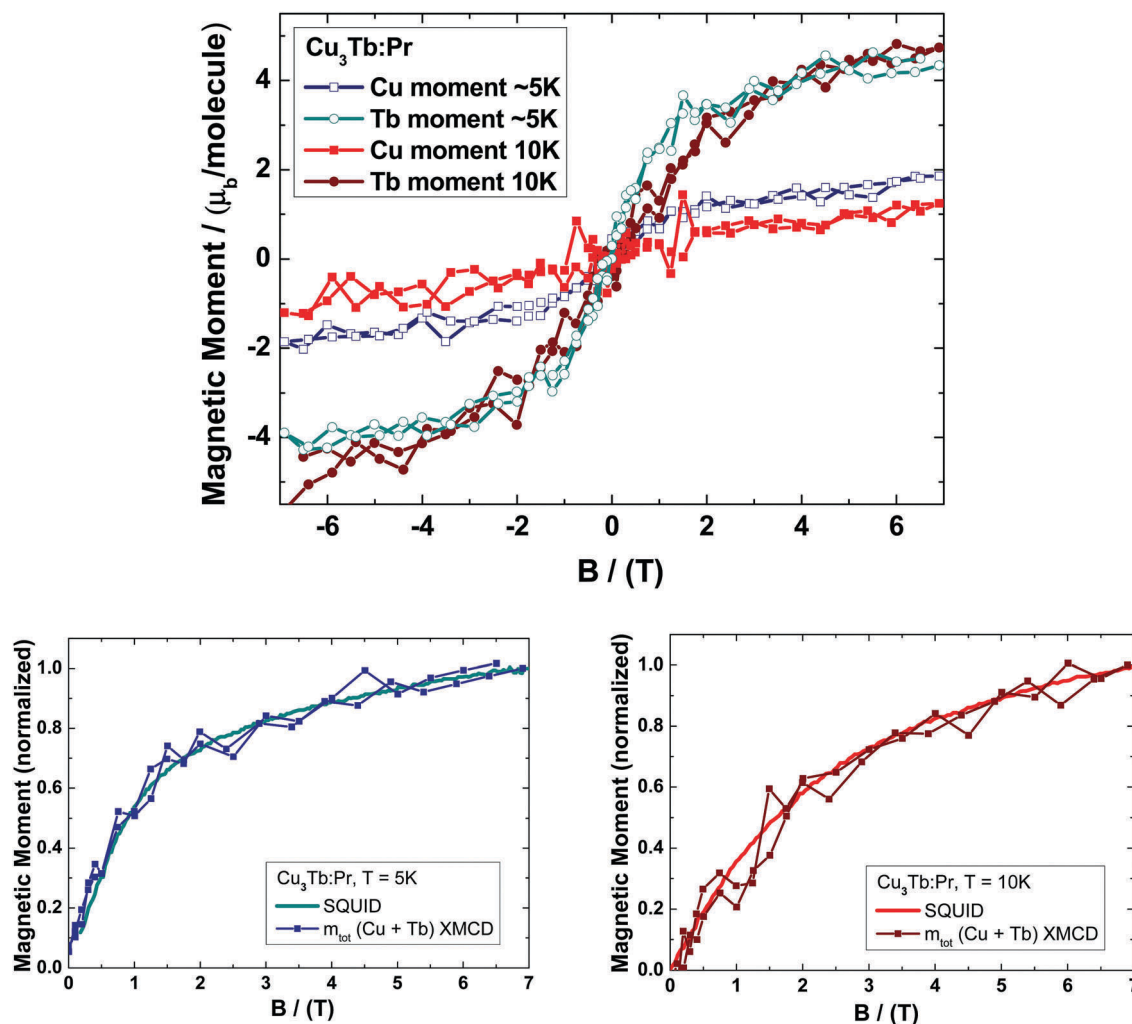 Magnetic Moment / (μb/molecule)
4
2
0
-2
-4
Cu3Tb:Pr
Cu moment ~5K
Tb moment ~5K
Cu moment 10K
Tb moment 10K
-6 -4 -2 0 2 4 6
B / (T)
Magnetic Moment (normalized)
1.0
0.8
0.6
0.4
0.2
0.0
Cu3Tb:Pr, T = 5K
SQUID
mtot (Cu + Tb) XMCD
0 1 2 3 4 5 6 7
B / (T)
Magnetic Moment (normalized)
1.0
0.8
0.6
0.4
0.2
0.0
Cu3Tb:Pr, T = 10K
SQUID
mtot (Cu + Tb) XMCD
0 1 2 3 4 5 6 7
B / (T)